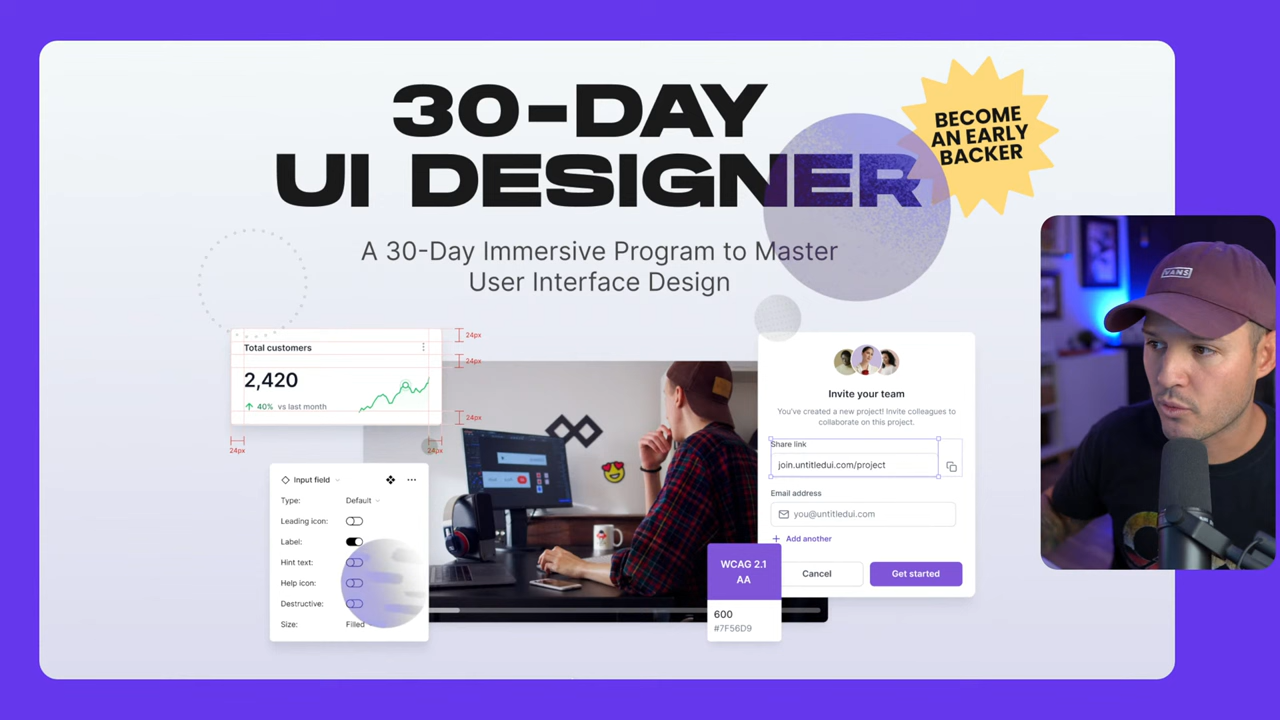 30-DAY
UI DESIGNER
BECOME
AN EARLY
BACKER
A 30-Day Immersive Program to Master
User Interface Design
VANS
Total customers
2,420
40% vs last month
24px
24px
24px
24px
24px
Input field
Type: Default
Leading icon:
Label:
Hint text:
Help icon:
Destructive:
Size: Filled
Invite your team
You've created a new project! Invite colleagues to
collaborate on this project.
Share link
join.untitledui.com/project
Email address
you@untitledui.com
Add another
Cancel
Get started
WCAG 2.1
AA
600
#7F56D9